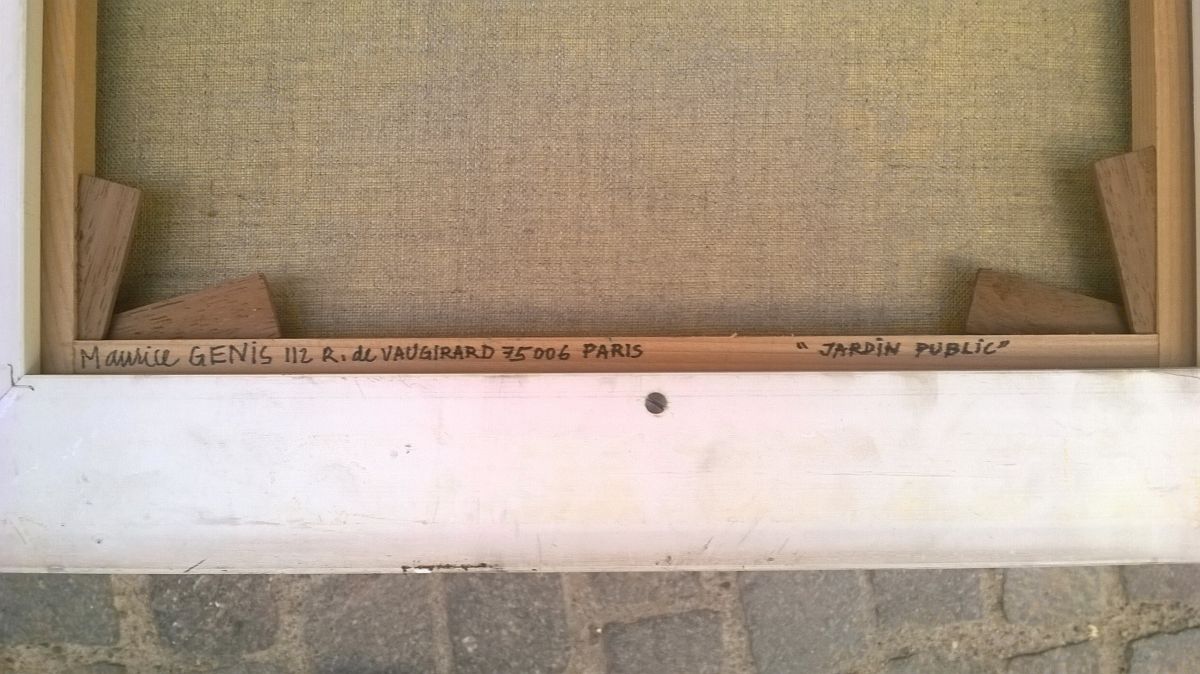 Maurice GENIS 112 R. de VAUGIRARD 75006 PARIS "JARDIN PUBLIC"